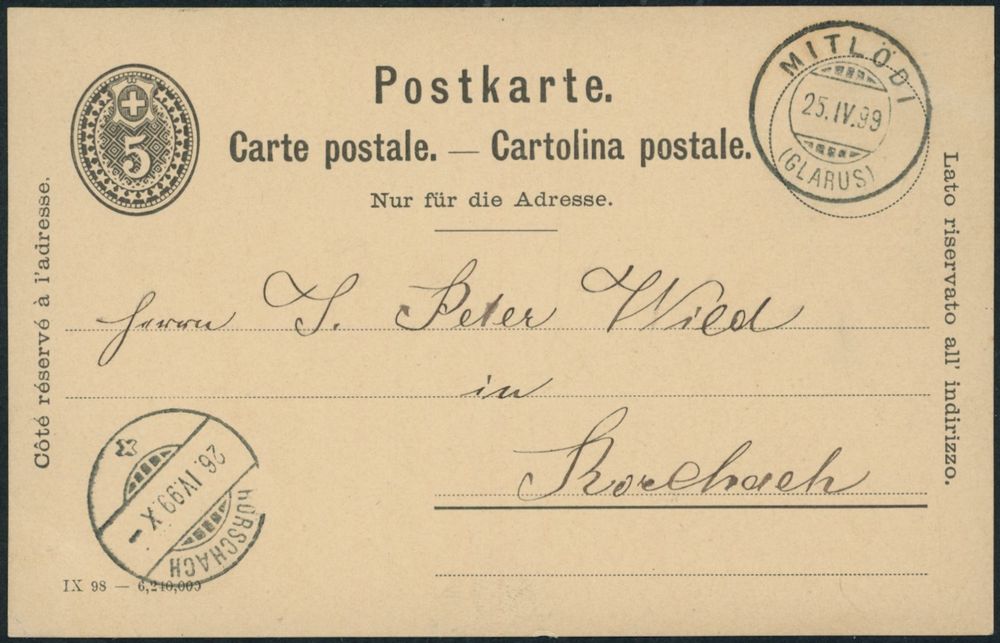 Postkarte.
Carte postale. — Cartolina postale.
Nur für die Adresse.
5
MITLÖDI
25.IV.99
(GLARUS)
Côté réservé à l'adresse.
Lato riservato all' indirizzo.
Herrn J. Peter Wild
in
Rorschach
26.IV.99.X-
RORSCHACH
IX 98 — 6,240,000